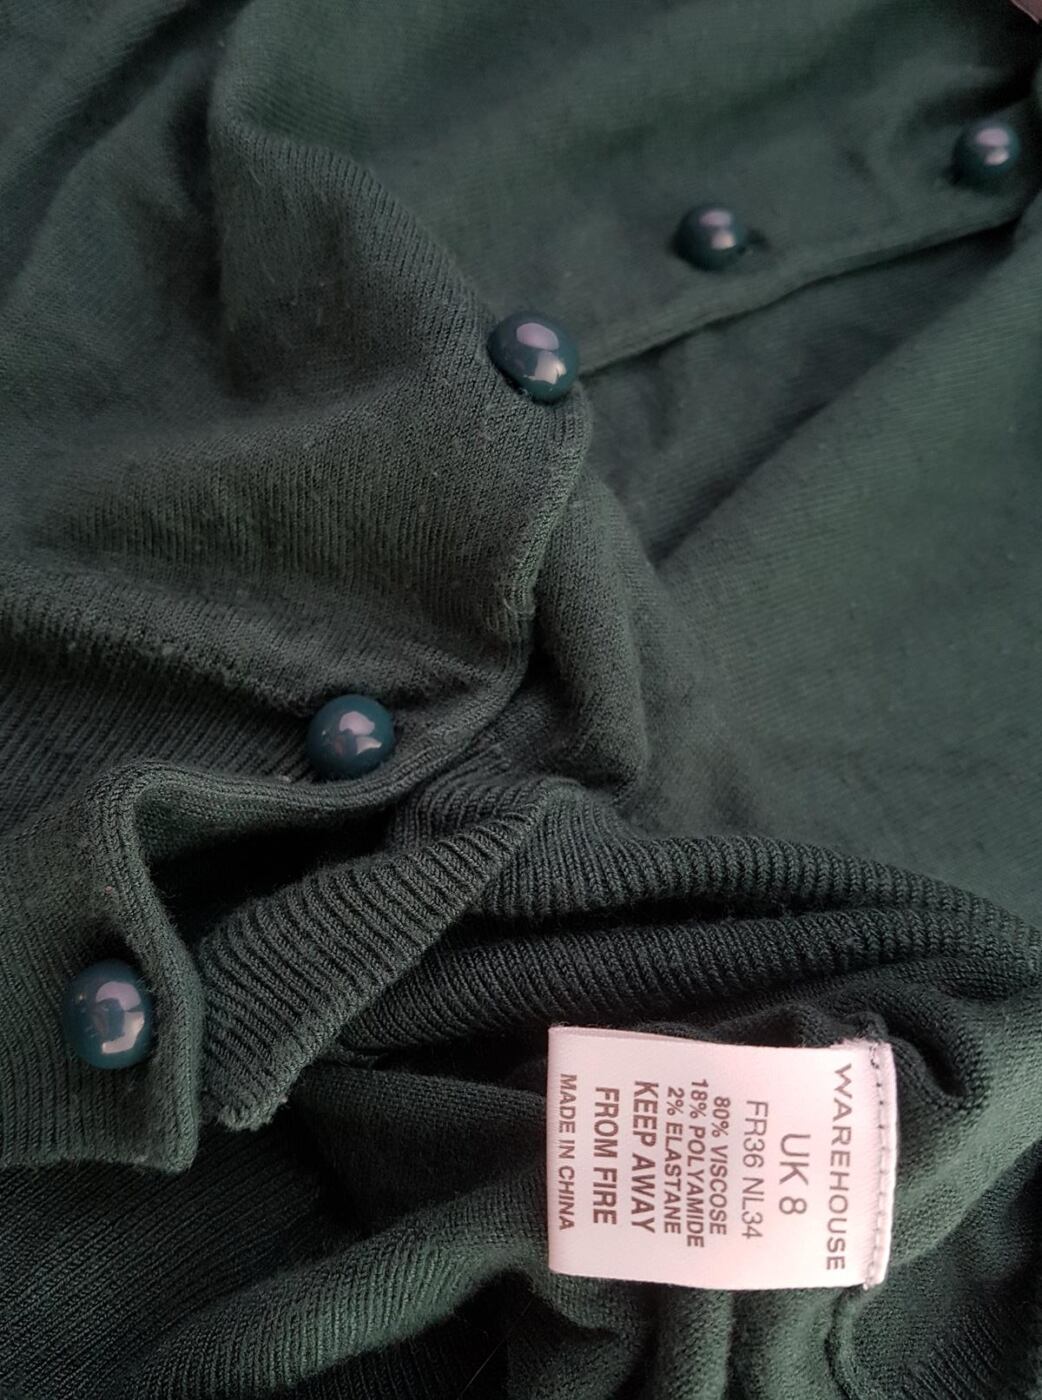 WAREHOUSE
UK 8
FR36 NL34
80% VISCOSE
18% POLYAMIDE
2% ELASTANE
KEEP AWAY
FROM FIRE
MADE IN CHINA